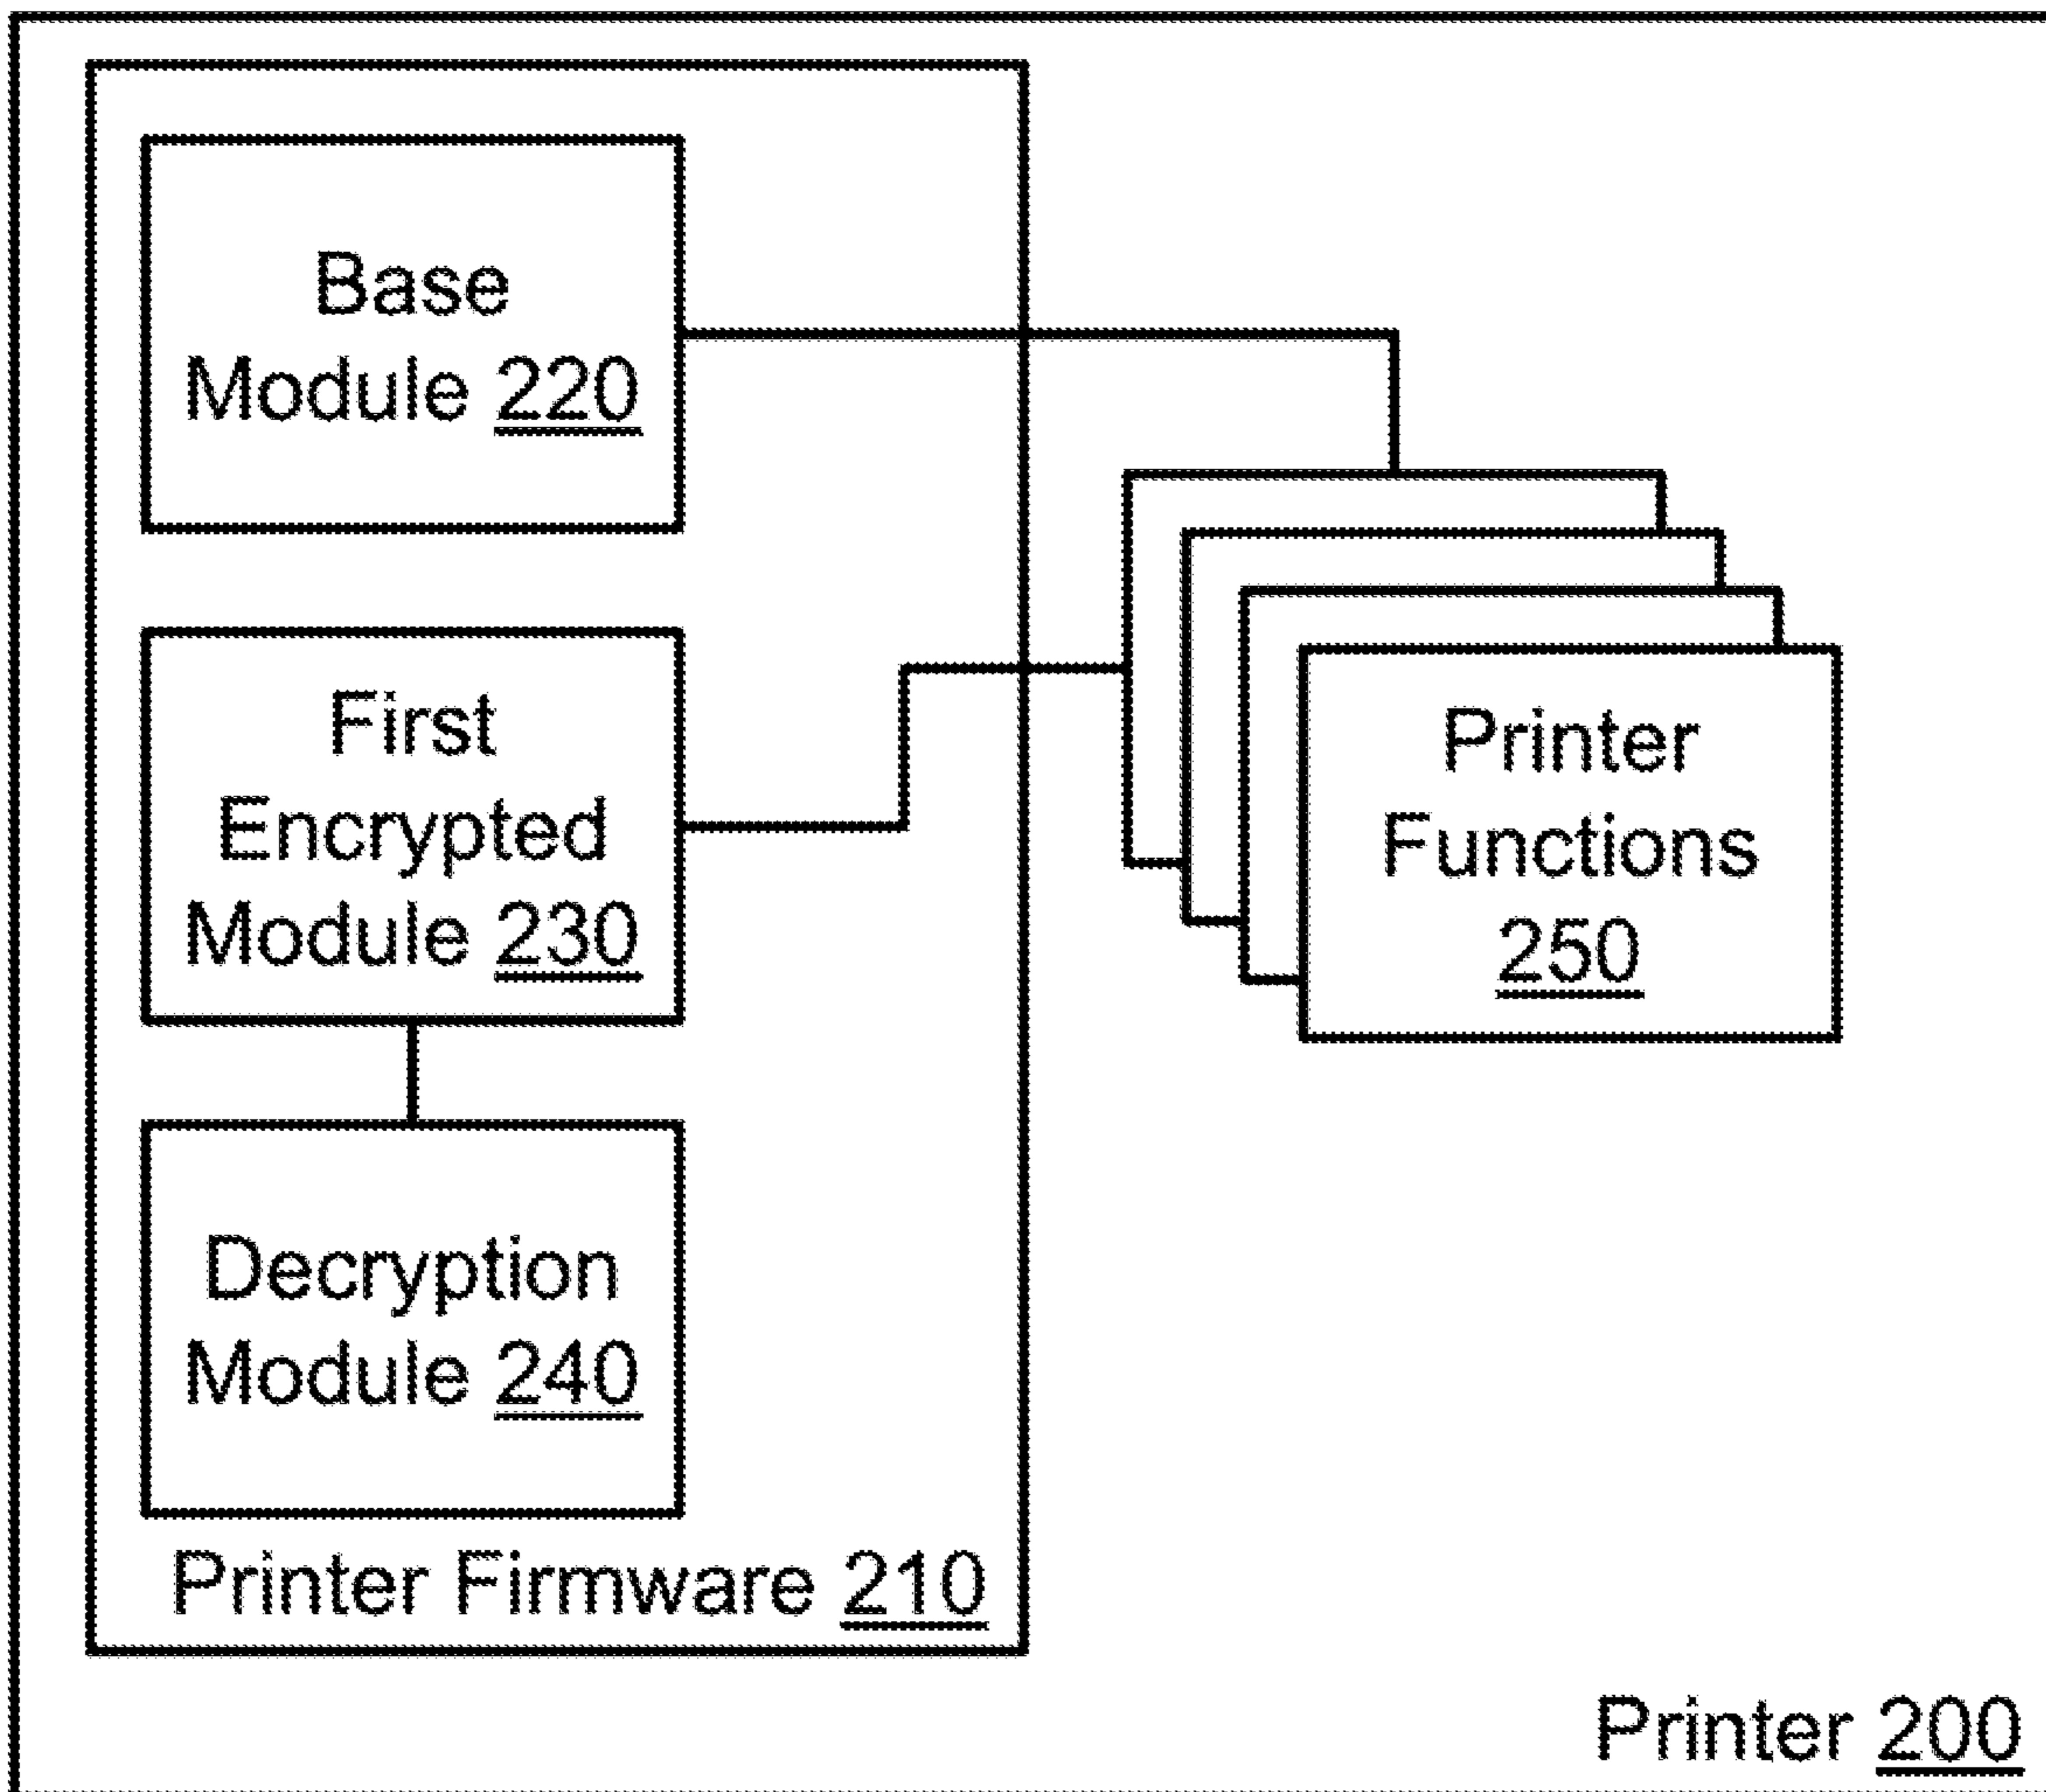 Base
Module 220
First
Encrypted
Module 230
Printer
Functions
250
Decryption
Module 240
Printer Firmware 210
Printer 200